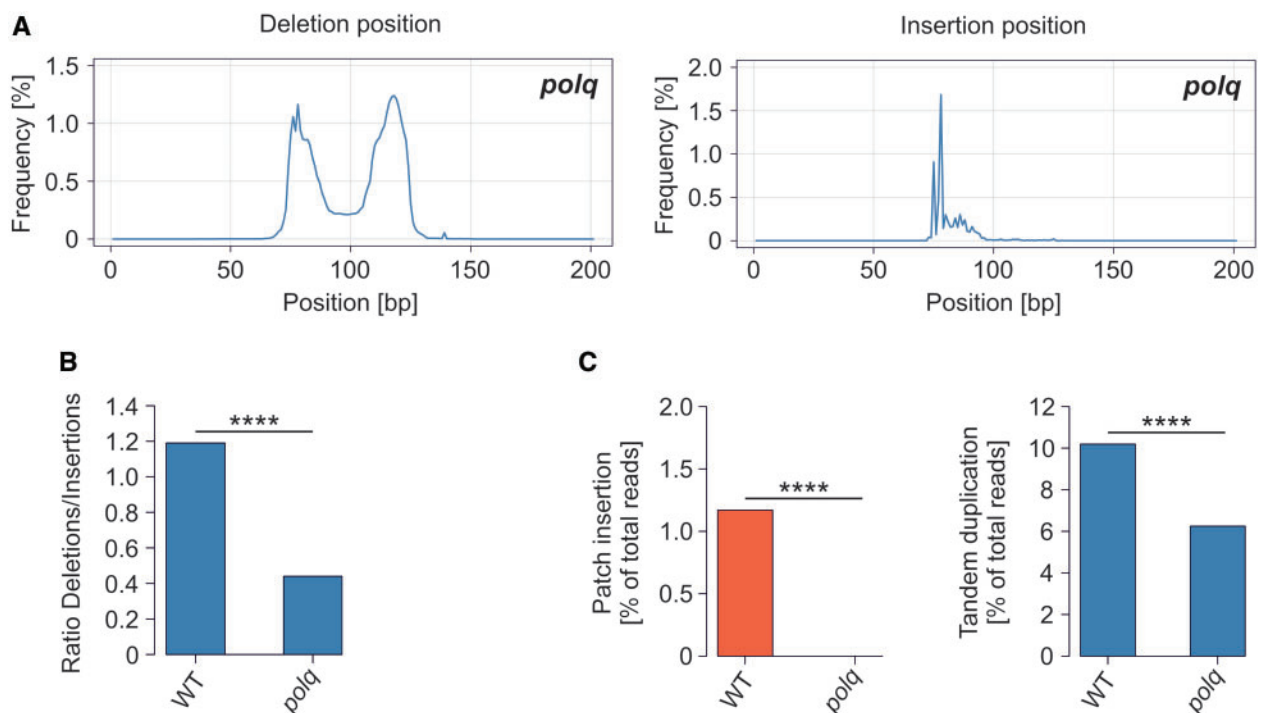 A
Deletion position
Frequency [%]
1.5
1.0
0.5
0
polq
0 50 100 150 200
Position [bp]
Insertion position
Frequency [%]
2.0
1.5
1.0
0.5
0
polq
0 50 100 150 200
Position [bp]
B
Ratio Deletions/Insertions
1.4
1.2
1.0
0.8
0.6
0.4
0.2
0
****
WT polq
C
Patch insertion
[% of total reads]
2.0
1.5
1.0
0.5
0
****
WT polq
Tandem duplication
[% of total reads]
12
10
8
6
4
2
0
****
WT polq